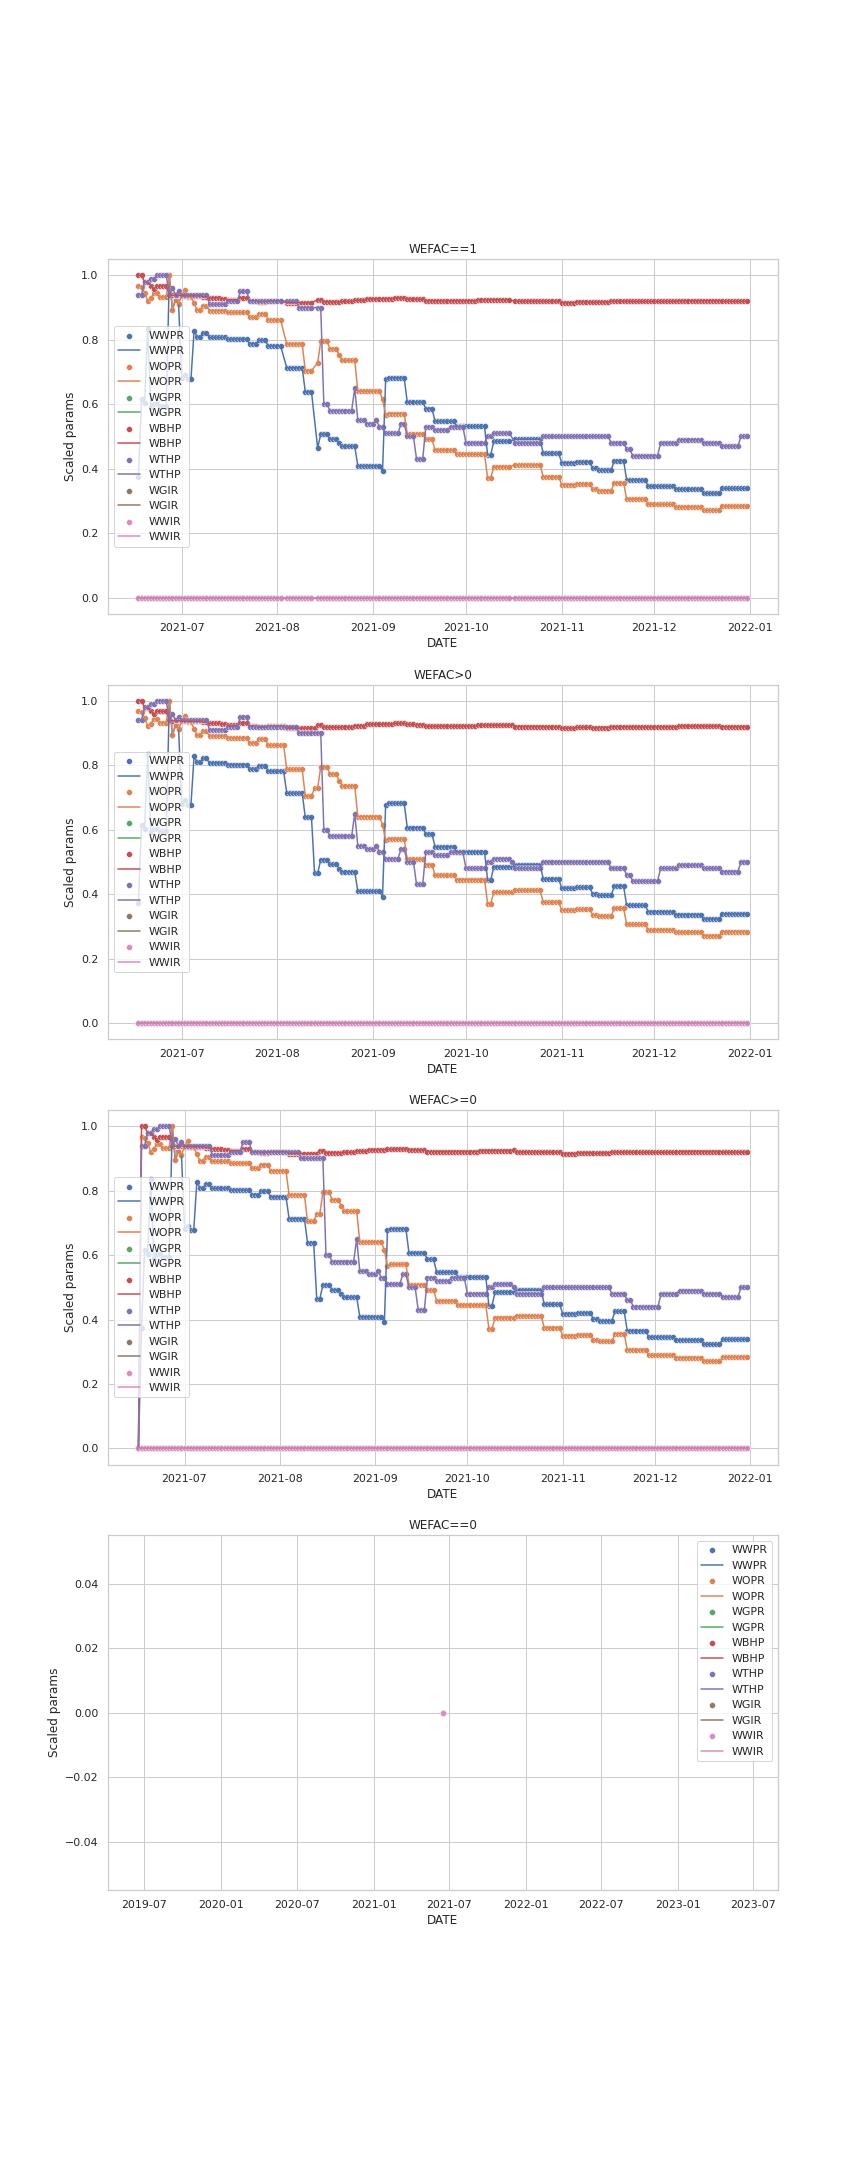 WEFAC==1
1.0
0.8
0.6
0.4
0.2
0.0
Scaled params
WWPR
WWPR
WOPR
WOPR
WGPR
WGPR
WBHP
WBHP
WTHP
WTHP
WGIR
WGIR
WWIR
WWIR
2021-07 2021-08 2021-09 2021-10 2021-11 2021-12 2022-01
DATE
WEFAC>0
1.0
0.8
0.6
0.4
0.2
0.0
Scaled params
WWPR
WWPR
WOPR
WOPR
WGPR
WGPR
WBHP
WBHP
WTHP
WTHP
WGIR
WGIR
WWIR
WWIR
2021-07 2021-08 2021-09 2021-10 2021-11 2021-12 2022-01
DATE
WEFAC>=0
1.0
0.8
0.6
0.4
0.2
0.0
Scaled params
WWPR
WWPR
WOPR
WOPR
WGPR
WGPR
WBHP
WBHP
WTHP
WTHP
WGIR
WGIR
WWIR
WWIR
2021-07 2021-08 2021-09 2021-10 2021-11 2021-12 2022-01
DATE
WEFAC==0
0.04
0.02
0.00
−0.02
−0.04
Scaled params
WWPR
WWPR
WOPR
WOPR
WGPR
WGPR
WBHP
WBHP
WTHP
WTHP
WGIR
WGIR
WWIR
WWIR
2019-07 2020-01 2020-07 2021-01 2021-07 2022-01 2022-07 2023-01 2023-07
DATE